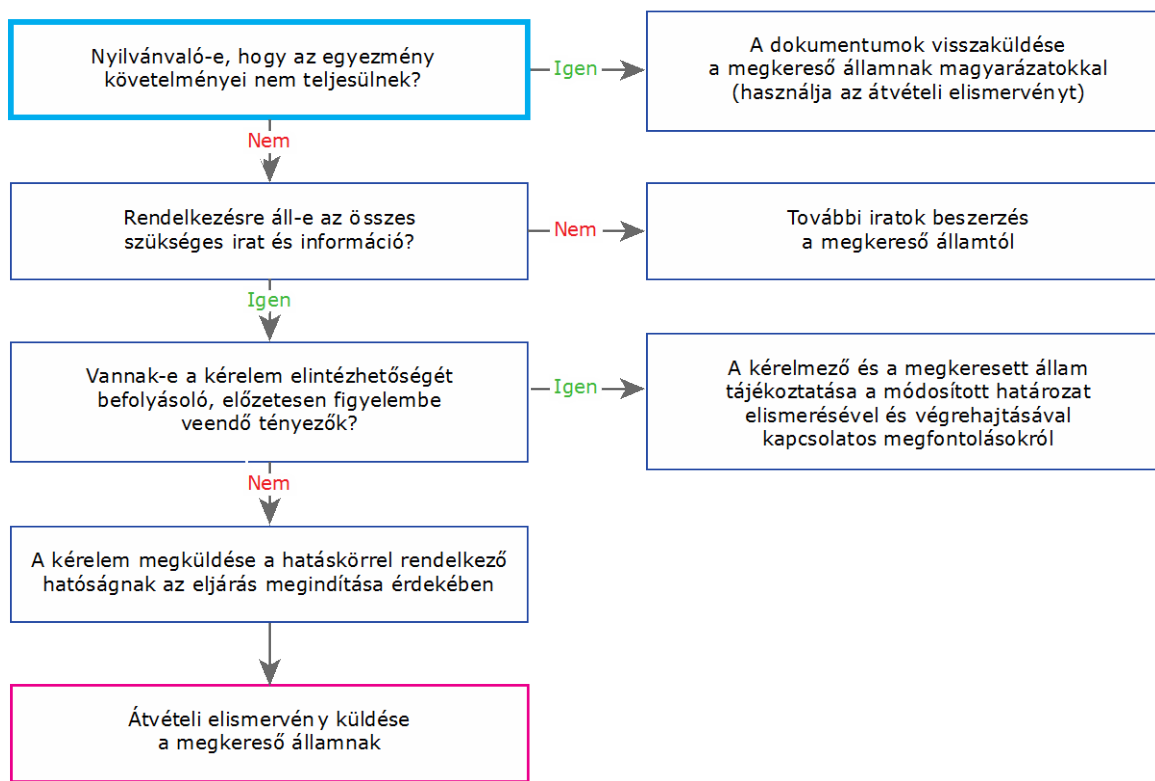 Nyilvánvaló-e, hogy az egyezmény
követelményei nem teljesülnek?
Igen
A dokumentumok visszaküldése
a megkereső államnak magyarázatokkal
(használja az átvételi elismervényt)
Nem
Rendelkezésre áll-e az összes
szükséges irat és információ?
Nem
További iratok beszerzés
a megkereső államtól
Igen
Vannak-e a kérelem elintézhetőségét
befolyásoló, előzetesen figyelembe
veendő tényezők?
Igen
A kérelmező és a megkeresett állam
tájékoztatása a módosított határozat
elismerésével és végrehajtásával
kapcsolatos megfontolásokról
Nem
A kérelem megküldése a hatáskörrel rendelkező
hatóságnak az eljárás megindítása érdekében
Átvételi elismervény küldése
a megkereső államnak